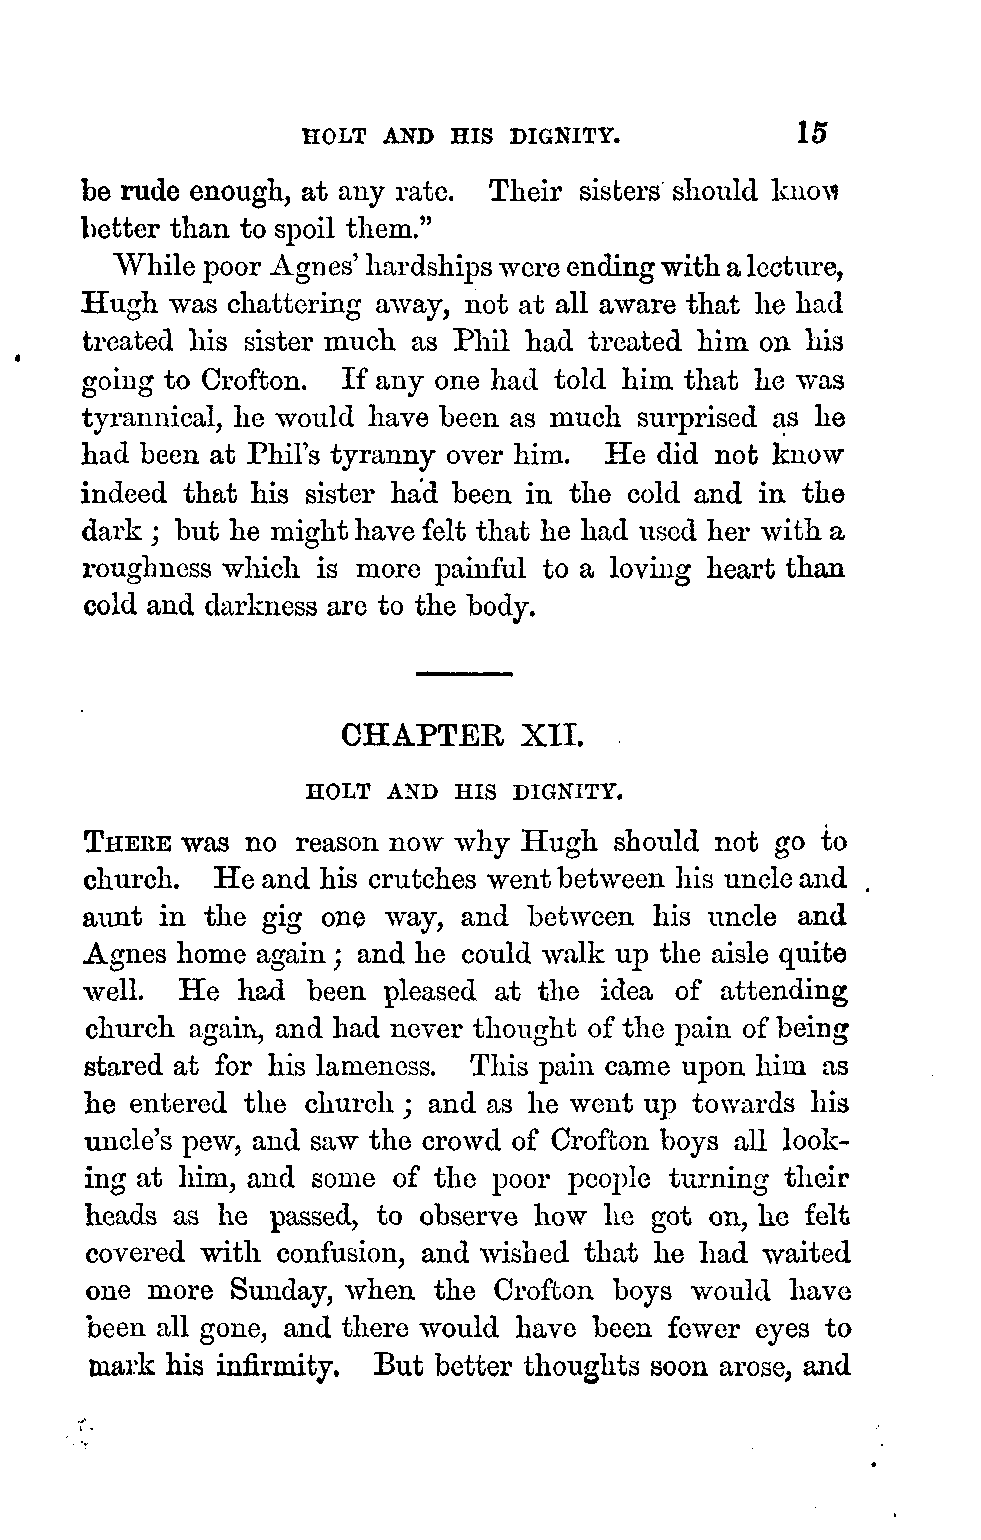 HOLT AND HIS DIGNITY. 15
be rude enough, at any rate. Their sisters should know
better than to spoil them.”
While poor Agnes’ hardships were ending with a lecture,
Hugh was chattering away, not at all aware that he had
treated his sister much as Phil had treated him on his
going to Crofton. If any one had told him that he was
tyrannical, he would have been as much surprised as he
had been at Phil’s tyranny over him. He did not know
indeed that his sister had been in the cold and in the
dark; but he might have felt that he had used her with a
roughness which is more painful to a loving heart than
cold and darkness are to the body.
CHAPTER XII.
HOLT AND HIS DIGNITY.
THERE was no reason now why Hugh should not go to
church. He and his crutches went between his uncle and
aunt in the gig one way, and between his uncle and
Agnes home again; and he could walk up the aisle quite
well. He had been pleased at the idea of attending
church again, and had never thought of the pain of being
stared at for his lameness. This pain came upon him as
he entered the church; and as he went up towards his
uncle’s pew, and saw the crowd of Crofton boys all look-
ing at him, and some of the poor people turning their
heads as he passed, to observe how he got on, he felt
covered with confusion, and wished that he had waited
one more Sunday, when the Crofton boys would have
been all gone, and there would have been fewer eyes to
mark his infirmity. But better thoughts soon arose, and